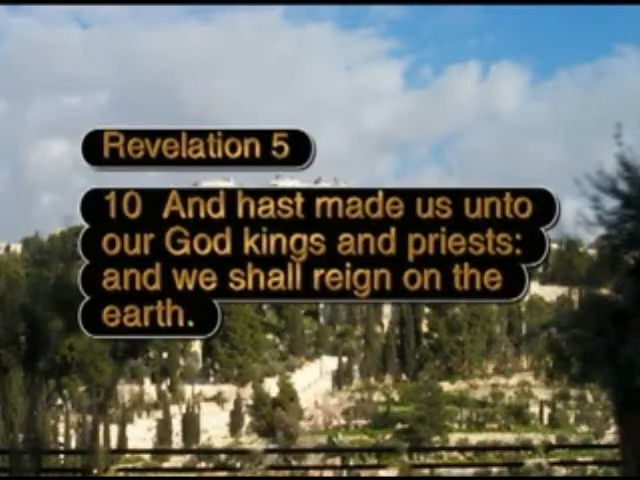 Revelation 5
10 And hast made us unto
our God kings and priests:
and we shall reign on the
earth.